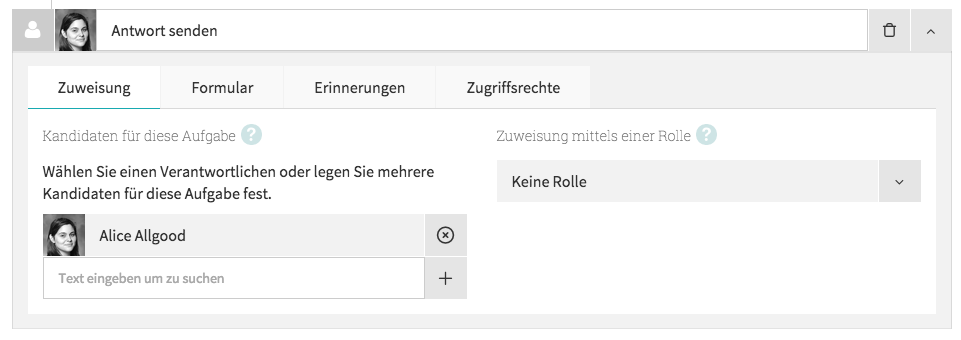 Antwort senden
Zuweisung
Formular
Erinnerungen
Zugriffsrechte
Kandidaten für diese Aufgabe ?
Wählen Sie einen Verantwortlichen oder legen Sie mehrere
Kandidaten für diese Aufgabe fest.
Alice Allgood
Text eingeben um zu suchen
Zuweisung mittels einer Rolle ?
Keine Rolle